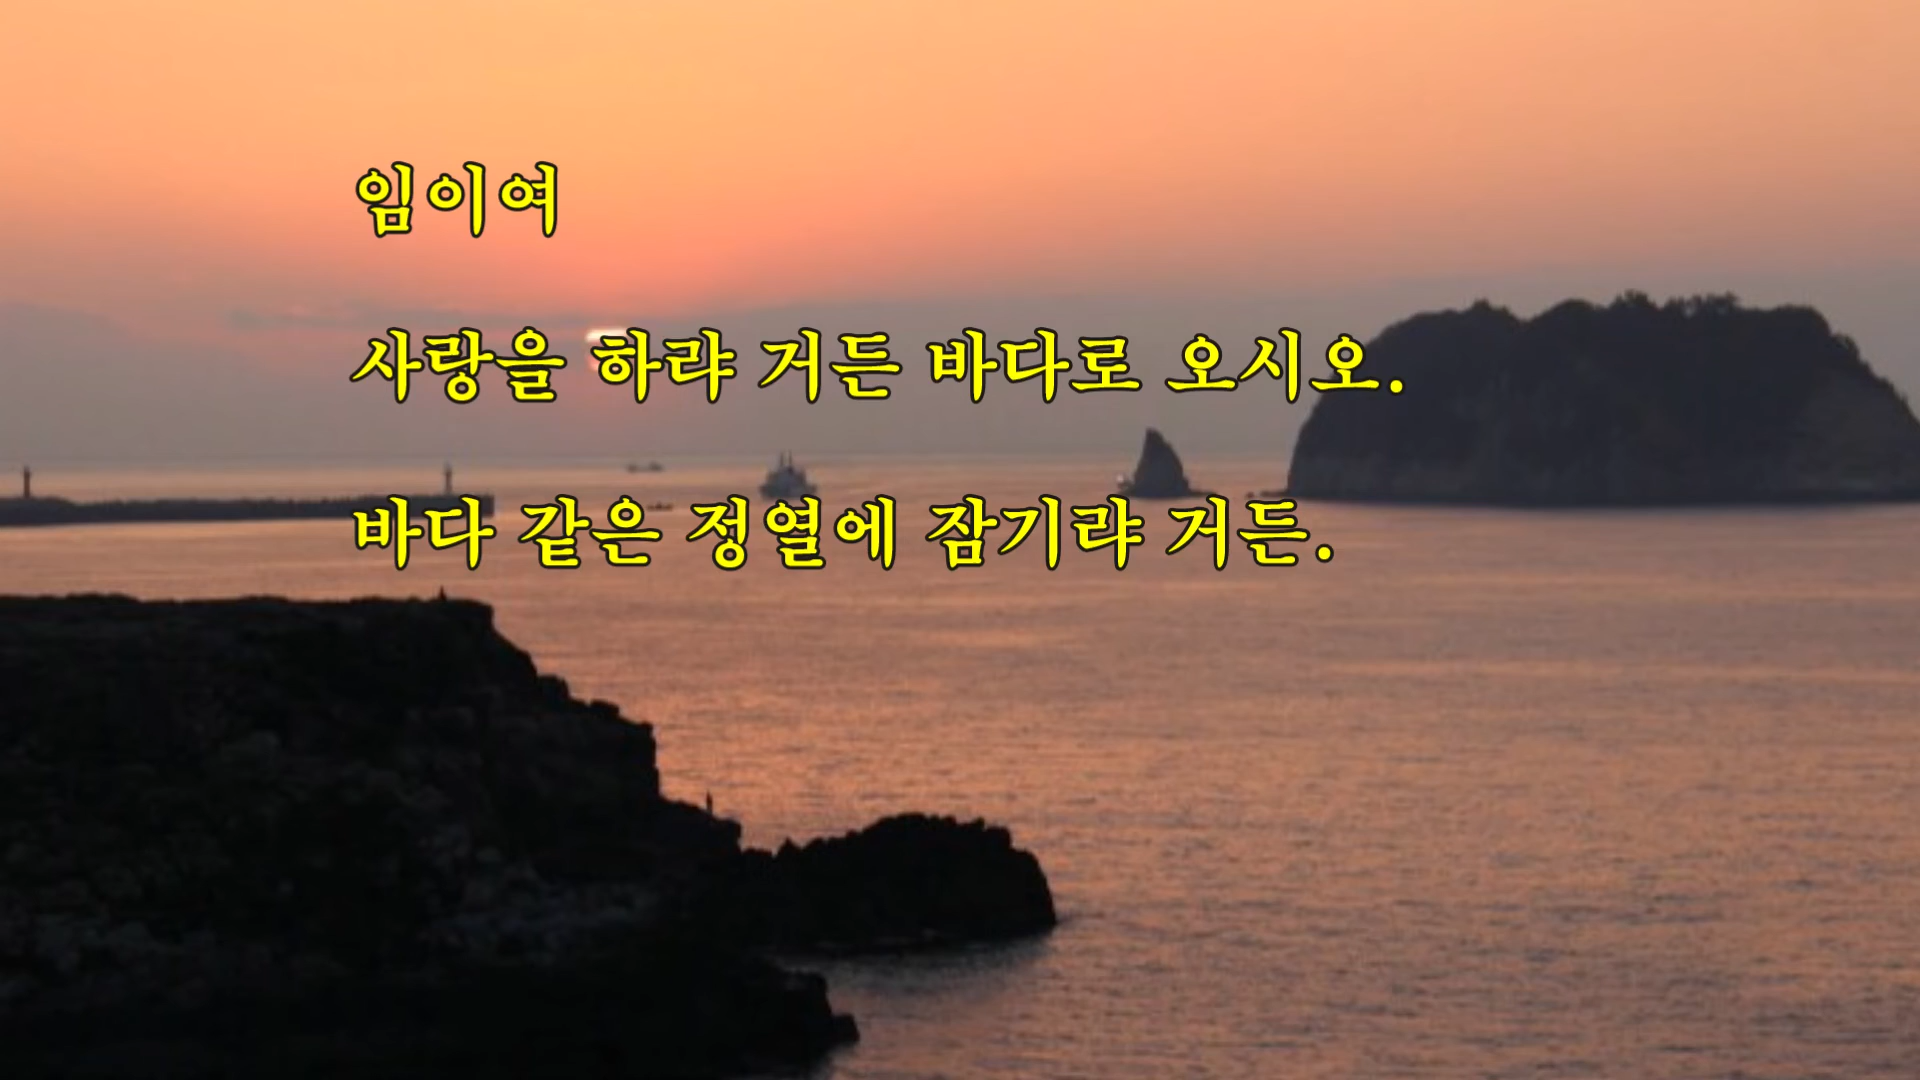 임이여
사랑을 하랴 거든 바다로 오시오.
바다 같은 정열에 잠기랴 거든.